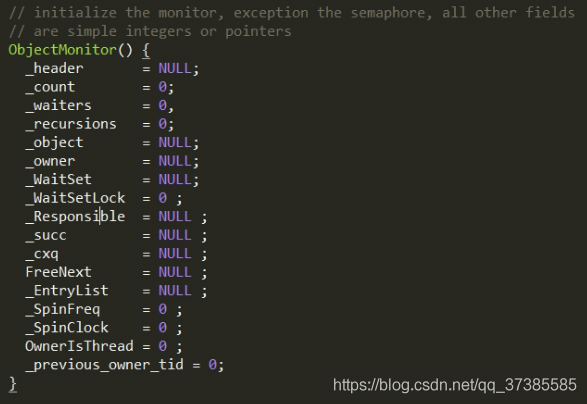 // initialize the monitor, exception the semaphore, all other fields
// are simple integers or pointers
ObjectMonitor() {
  _header       = NULL;
  _count        = 0;
  _waiters      = 0,
  _recursions   = 0;
  _object       = NULL;
  _owner        = NULL;
  _WaitSet      = NULL;
  _WaitSetLock  = 0 ;
  _Responsible  = NULL ;
  _succ         = NULL ;
  _cxq          = NULL ;
  FreeNext      = NULL ;
  _EntryList    = NULL ;
  _SpinFreq     = 0 ;
  _SpinClock    = 0 ;
  OwnerIsThread = 0 ;
  _previous_owner_tid = 0;
}
https://blog.csdn.net/qq_37385585